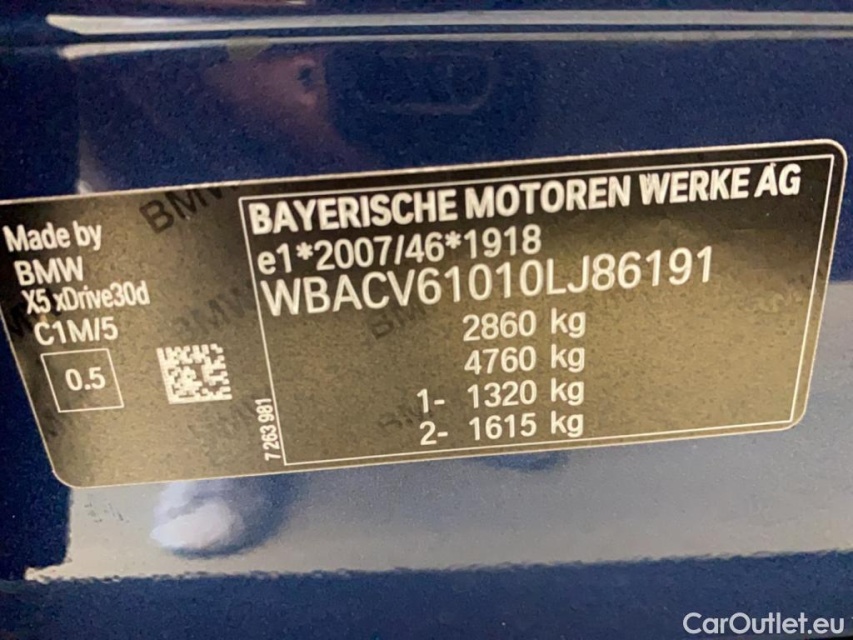 Made by
BMW
X5 xDrive30d
C1M/5
0.5
7 263 981
BAYERISCHE MOTOREN WERKE AG
e1*2007/46*1918
WBACV61010LJ86191
2860 kg
4760 kg
1- 1320 kg
2- 1615 kg
CarOutlet.eu